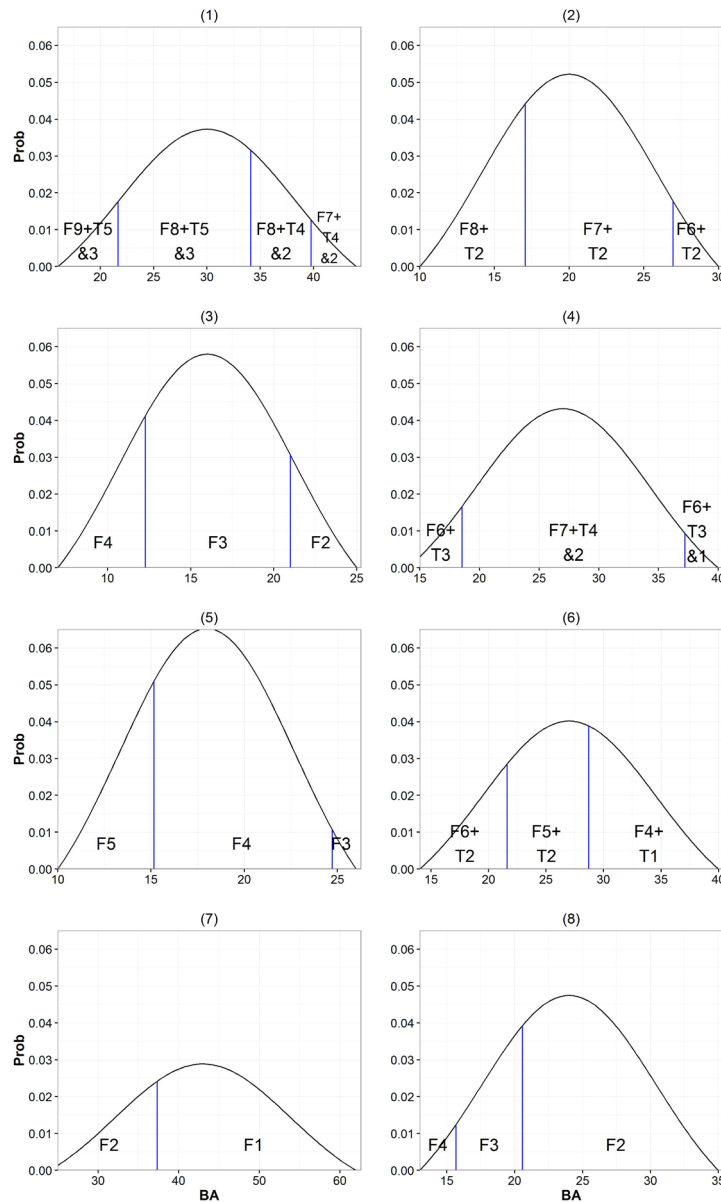 (1)
(2)
0.06
0.05
0.04
0.03
0.02
0.01
0.00
Prob
F9+T5
&3
F8+T5
&3
F8+T4
&2
F7+
T4
&2
20
30
40
0.06
0.05
0.04
0.03
0.02
0.01
0.00
F8+
T2
F7+
T2
F6+
T2
10
15
20
25
30
(3)
(4)
0.06
0.05
0.04
0.03
0.02
0.01
0.00
Prob
F4
F3
F2
10
15
20
25
0.06
0.05
0.04
0.03
0.02
0.01
0.00
F6+
T3
F7+T4
&2
F6+
T3
&1
15
20
25
30
35
40
(5)
(6)
0.06
0.05
0.04
0.03
0.02
0.01
0.00
Prob
F5
F4
F3
10
15
20
25
0.06
0.05
0.04
0.03
0.02
0.01
0.00
F6+
T2
F5+
T2
F4+
T1
15
20
25
30
35
40
(7)
(8)
0.06
0.05
0.04
0.03
0.02
0.01
0.00
Prob
F2
F1
30
40
50
60
BA
0.06
0.05
0.04
0.03
0.02
0.01
0.00
F4
F3
F2
15
20
25
30
35
BA